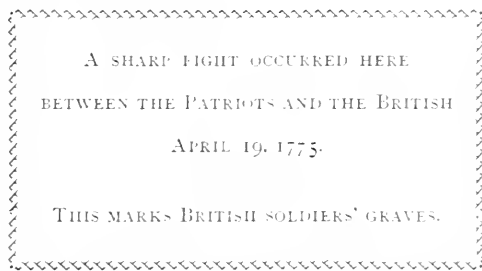 A SHARP FIGHT OCCURRED HERE
BETWEEN THE PATRIOTS AND THE BRITISH
APRIL 19, 1775.
THIS MARKS BRITISH SOLDIERS' GRAVES.